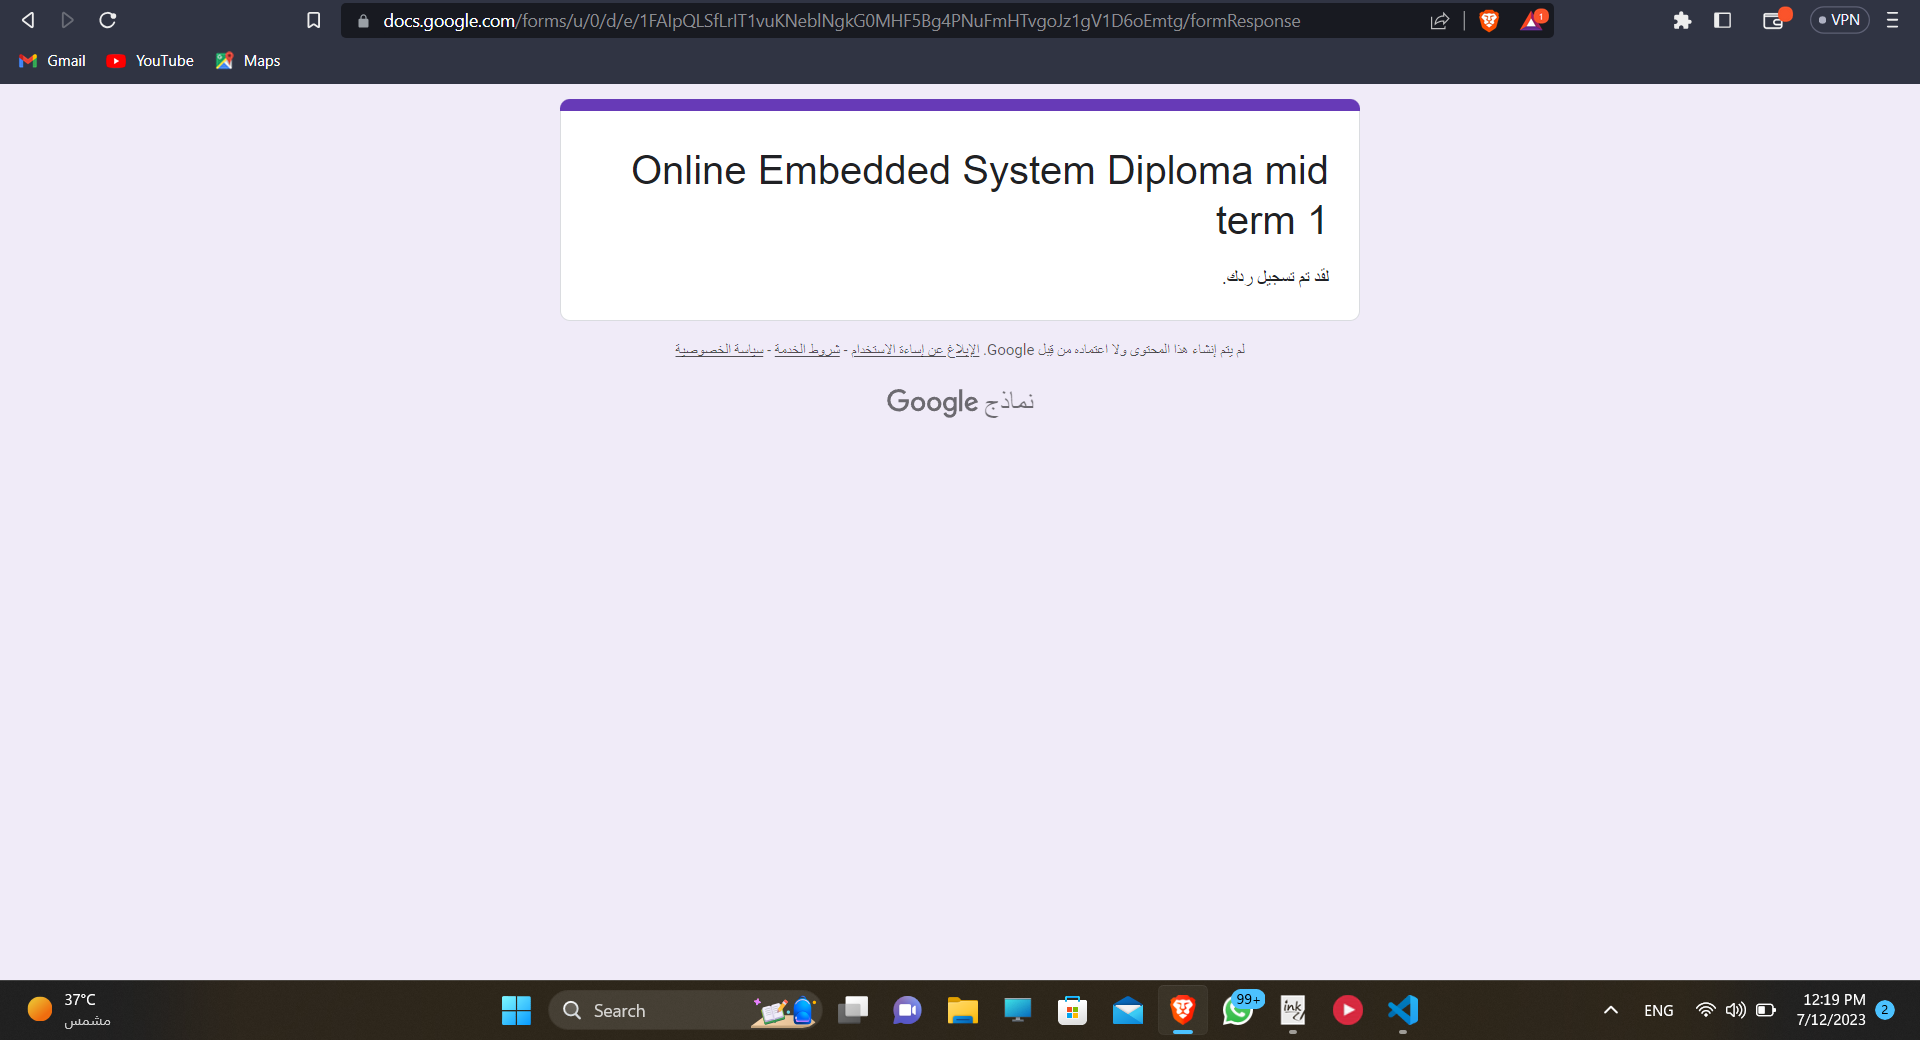 docs.google.com/forms/u/0/d/e/1FAIpQLSfLrIT1vuKNeblNgkG0MHF5Bg4PNuFmHTvgoJz1gV1D6oEmtg/formResponse
1
VPN
Gmail
YouTube
Maps
Online Embedded System Diploma mid
term 1
لقد تم تسجيل ردك.
لم يتم إنشاء هذا المحتوى ولا اعتماده من قِبل Google. الإبلاغ عن إساءة الاستخدام - شروط الخدمة - سياسة الخصوصية
نماذج Google
37°C
مشمس
Search
99+
ink
ENG
12:19 PM
7/12/2023
2